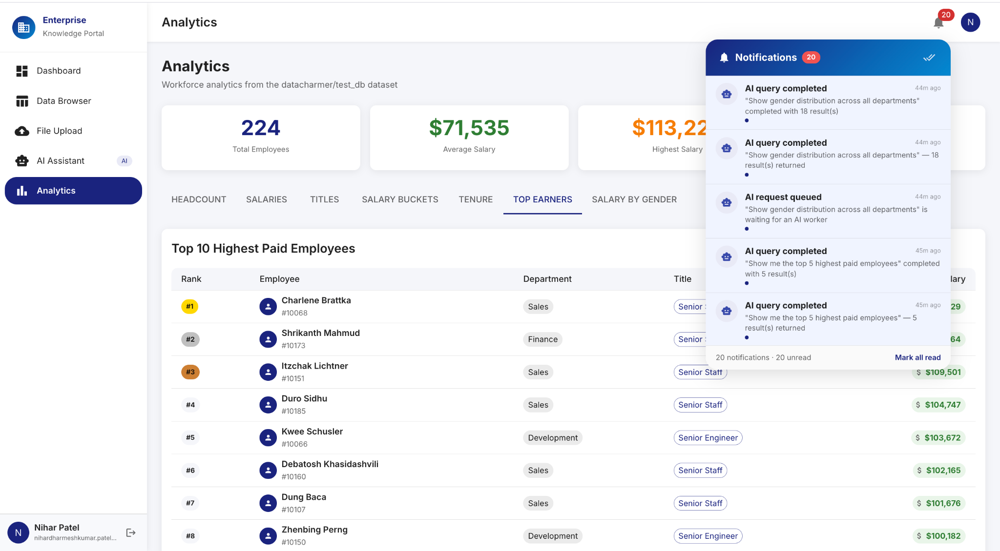 Enterprise
Knowledge Portal
Dashboard
Data Browser
File Upload
AI Assistant
AI
Analytics
Nihar Patel
nihardharmeshkumar.patel...
N
Analytics
20
N
Analytics
Workforce analytics from the datacharmer/test_db dataset
224
Total Employees
$71,535
Average Salary
$113,22
Highest Salary
HEADCOUNT SALARIES TITLES SALARY BUCKETS TENURE TOP EARNERS SALARY BY GENDER
Top 10 Highest Paid Employees
Rank Employee Department Title lary
#1 Charlene Brattka Sales Senior 29
#10068
#2 Shrikanth Mahmud Finance Senior 64
#10173
#3 Itzchak Lichtner Sales Senior Staff $ $109,501
#10151
#4 Duro Sidhu Sales Senior Staff $ $104,747
#10185
#5 Kwee Schusler Development Senior Engineer $ $103,672
#10066
#6 Debatosh Khasidashvili Sales Senior Staff $ $102,165
#10160
#7 Dung Baca Sales Senior Staff $ $101,676
#10107
#8 Zhenbing Perng Development Senior Engineer $ $100,182
#10150
Notifications 20
AI query completed 44m ago
"Show gender distribution across all departments"
completed with 18 result(s)
AI query completed 44m ago
"Show gender distribution across all departments" — 18
result(s) returned
AI request queued 44m ago
"Show gender distribution across all departments" is
waiting for an AI worker
AI query completed 45m ago
"Show me the top 5 highest paid employees" completed
with 5 result(s)
AI query completed 45m ago
"Show me the top 5 highest paid employees" — 5
result(s) returned
20 notifications · 20 unread Mark all read